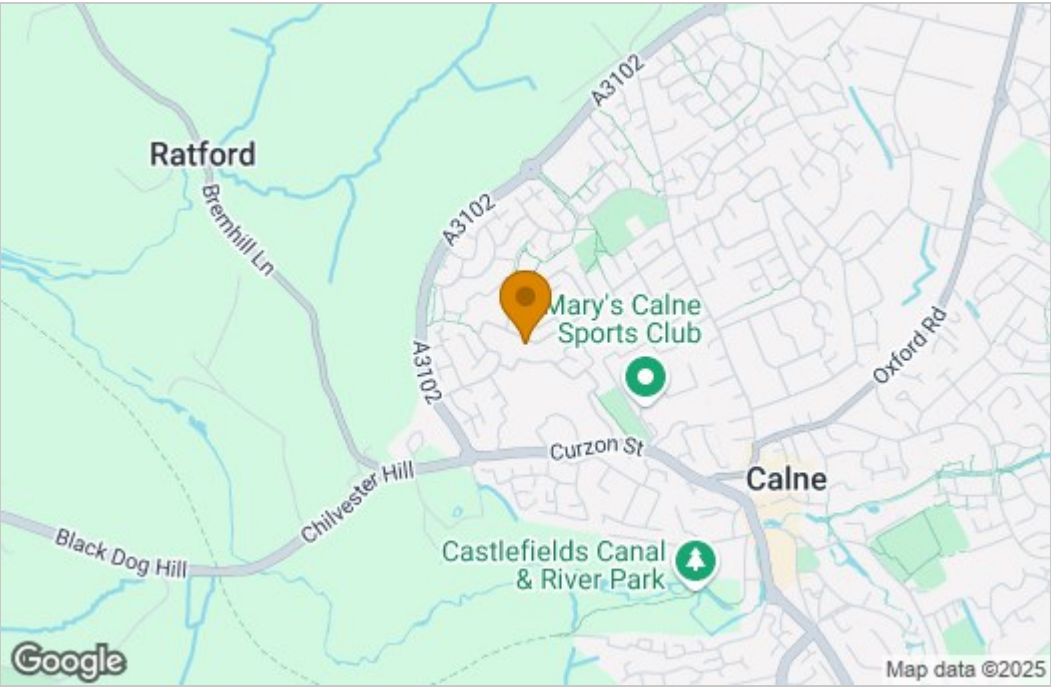 A3102
Ratford
Bremhill Ln
A3102
Mary's Calne
Sports Club
A3102
Oxford Rd
Curzon St
Calne
Chilvester Hill
Black Dog Hill
Castlefields Canal
& River Park
Google
Map data ©2025